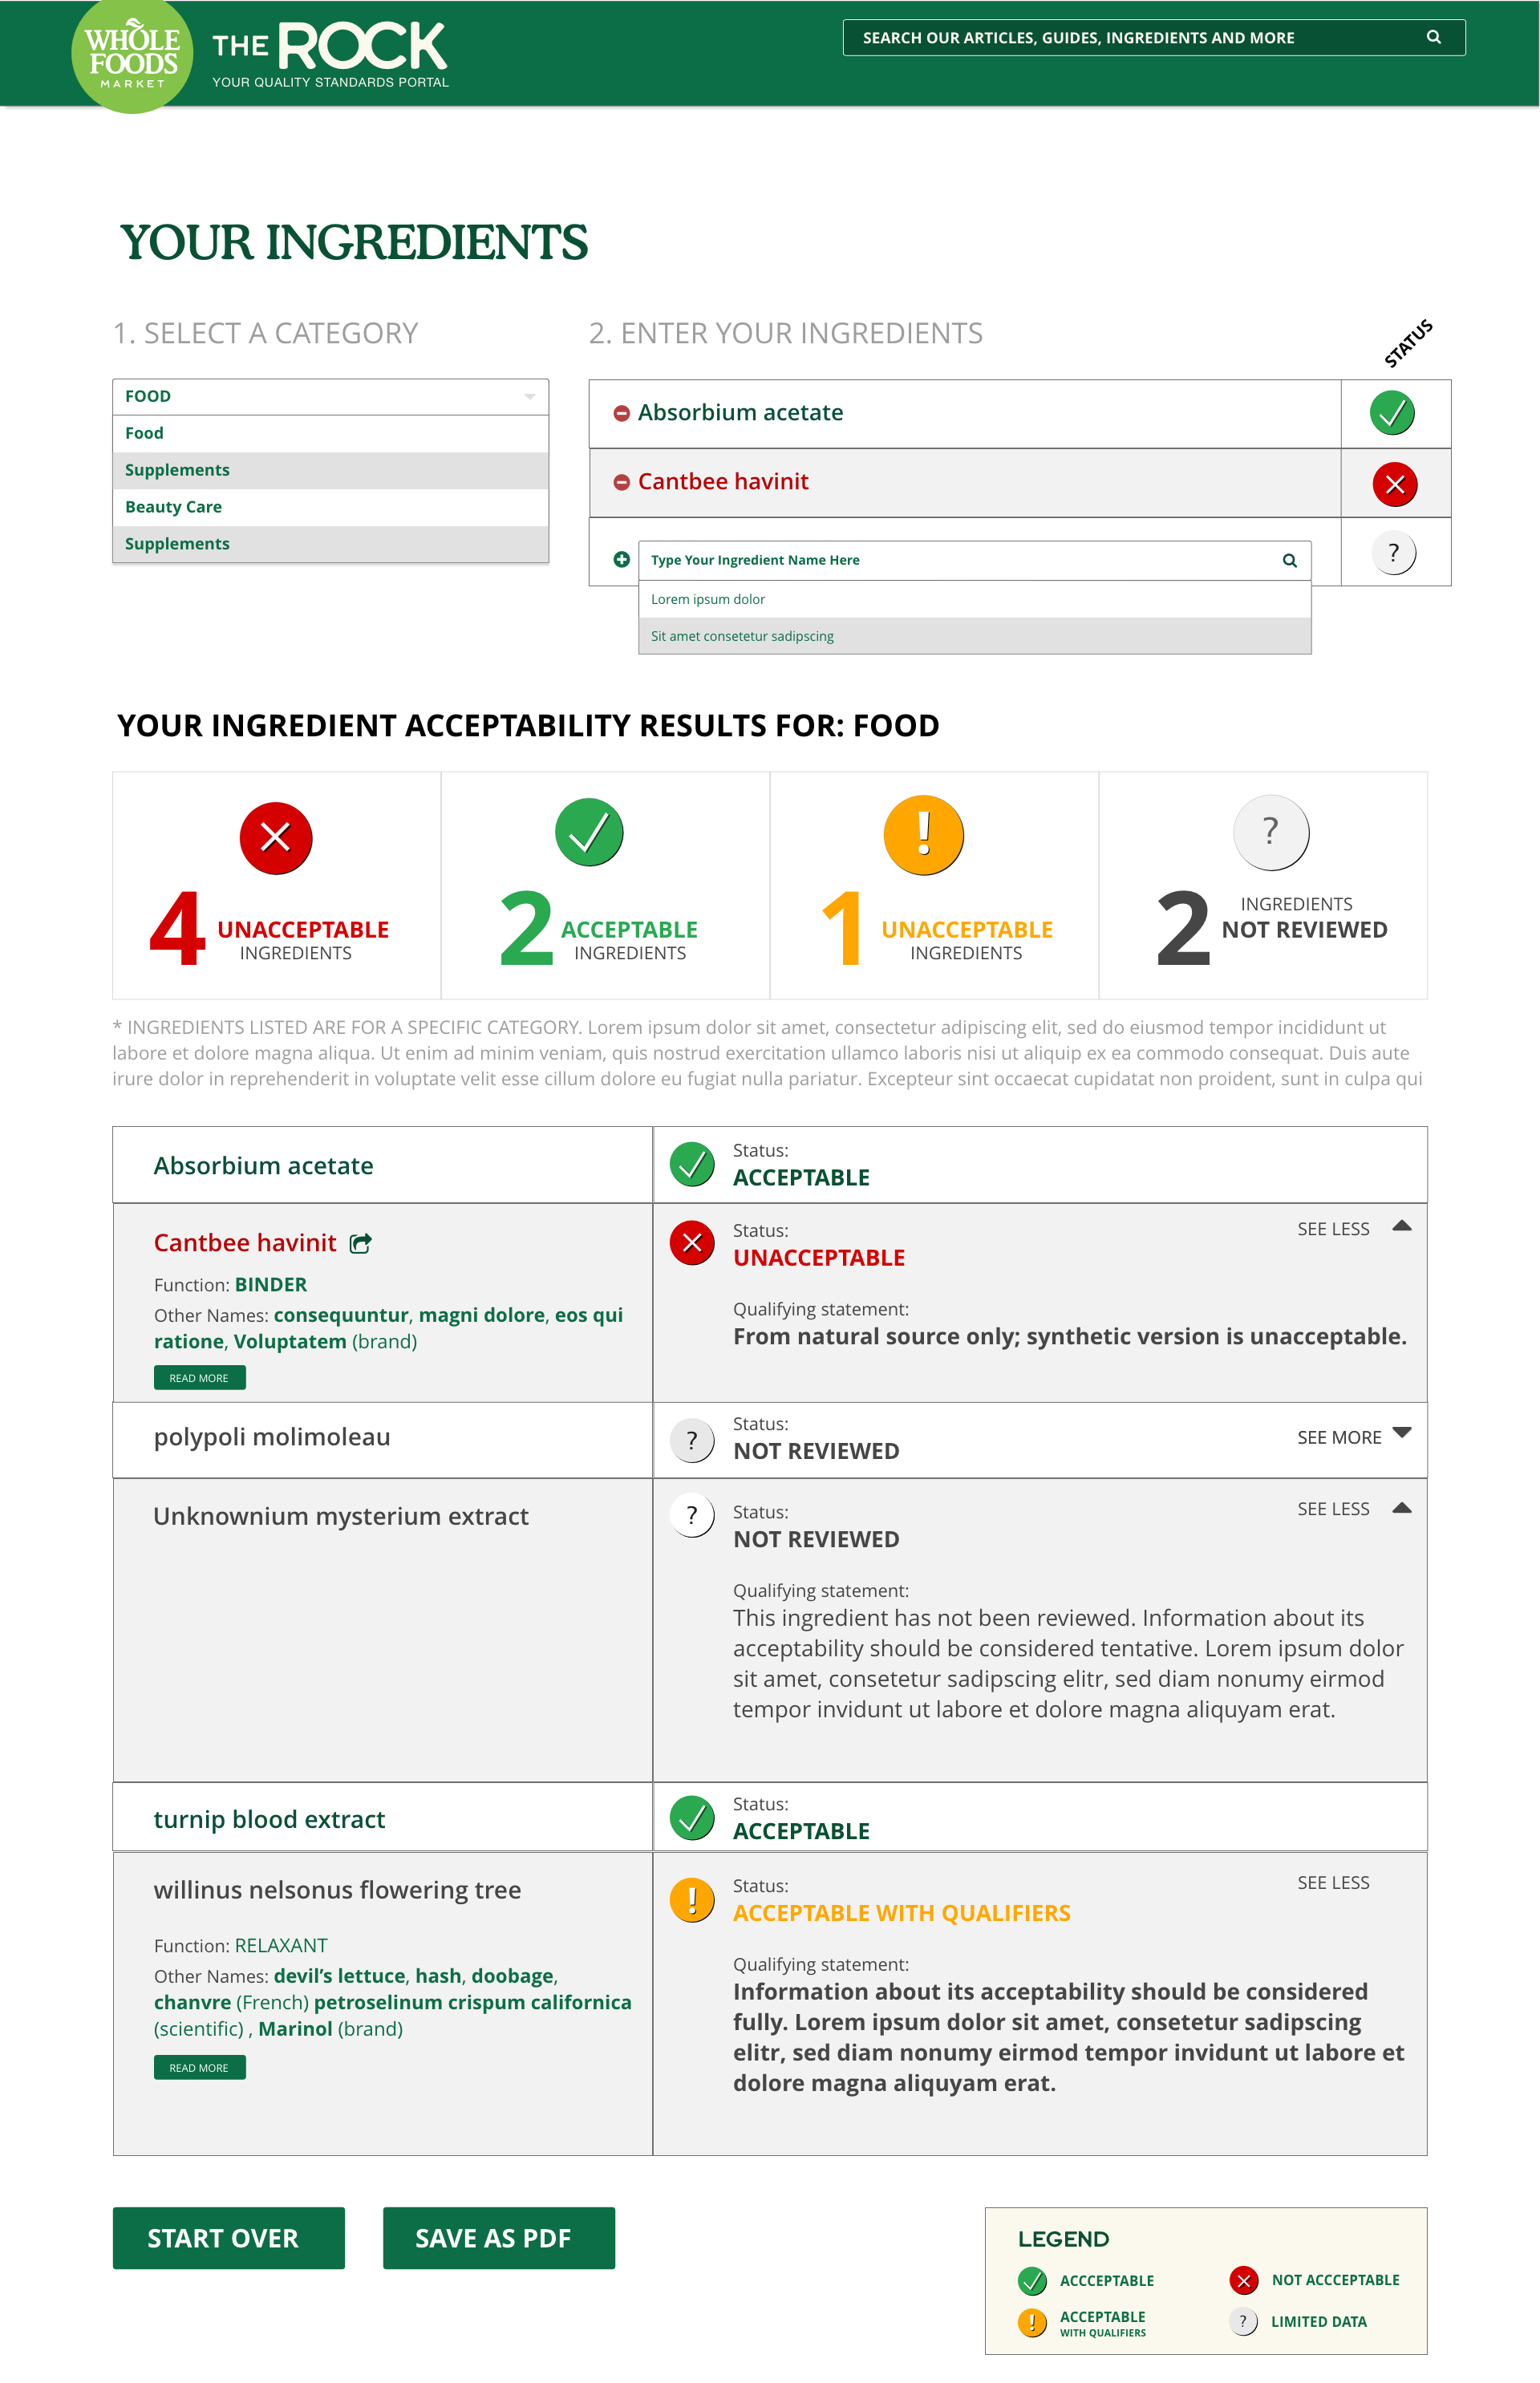 WHOLE
FOODS
MARKET
THE ROCK
YOUR QUALITY STANDARDS PORTAL
SEARCH OUR ARTICLES, GUIDES, INGREDIENTS AND MORE
YOUR INGREDIENTS
1. SELECT A CATEGORY
FOOD
Food
Supplements
Beauty Care
Supplements
2. ENTER YOUR INGREDIENTS
STATUS
Absorbium acetate
Cantbee havinit
Type Your Ingredient Name Here
?
Lorem ipsum dolor
Sit amet consetetur sadipscing
YOUR INGREDIENT ACCEPTABILITY RESULTS FOR: FOOD
4 UNACCEPTABLE
INGREDIENTS
2 ACCEPTABLE
INGREDIENTS
!
1 UNACCEPTABLE
INGREDIENTS
?
2 INGREDIENTS
NOT REVIEWED
* INGREDIENTS LISTED ARE FOR A SPECIFIC CATEGORY. Lorem ipsum dolor sit amet, consectetur adipiscing elit, sed do eiusmod tempor incididunt ut
labore et dolore magna aliqua. Ut enim ad minim veniam, quis nostrud exercitation ullamco laboris nisi ut aliquip ex ea commodo consequat. Duis aute
irure dolor in reprehenderit in voluptate velit esse cillum dolore eu fugiat nulla pariatur. Excepteur sint occaecat cupidatat non proident, sunt in culpa qui
Absorbium acetate
Status:
ACCEPTABLE
Cantbee havinit
Function: BINDER
Other Names: consequuntur, magni dolore, eos qui
ratione, Voluptatem (brand)
READ MORE
Status:
UNACCEPTABLE
SEE LESS
Qualifying statement:
From natural source only; synthetic version is unacceptable.
polypoli molimoleau
?
Status:
NOT REVIEWED
SEE MORE
Unknownium mysterium extract
?
Status:
NOT REVIEWED
SEE LESS
Qualifying statement:
This ingredient has not been reviewed. Information about its
acceptability should be considered tentative. Lorem ipsum dolor
sit amet, consetetur sadipscing elitr, sed diam nonumy eirmod
tempor invidunt ut labore et dolore magna aliquyam erat.
turnip blood extract
Status:
ACCEPTABLE
willinus nelsonus flowering tree
Function: RELAXANT
Other Names: devil’s lettuce, hash, doobage,
chanvre (French) petroselinum crispum californica
(scientific) , Marinol (brand)
READ MORE
!
Status:
ACCEPTABLE WITH QUALIFIERS
SEE LESS
Qualifying statement:
Information about its acceptability should be considered
fully. Lorem ipsum dolor sit amet, consetetur sadipscing
elitr, sed diam nonumy eirmod tempor invidunt ut labore et
dolore magna aliquyam erat.
START OVER
SAVE AS PDF
LEGEND
ACCCEPTABLE
NOT ACCCEPTABLE
! ACCEPTABLE
WITH QUALIFIERS
? LIMITED DATA